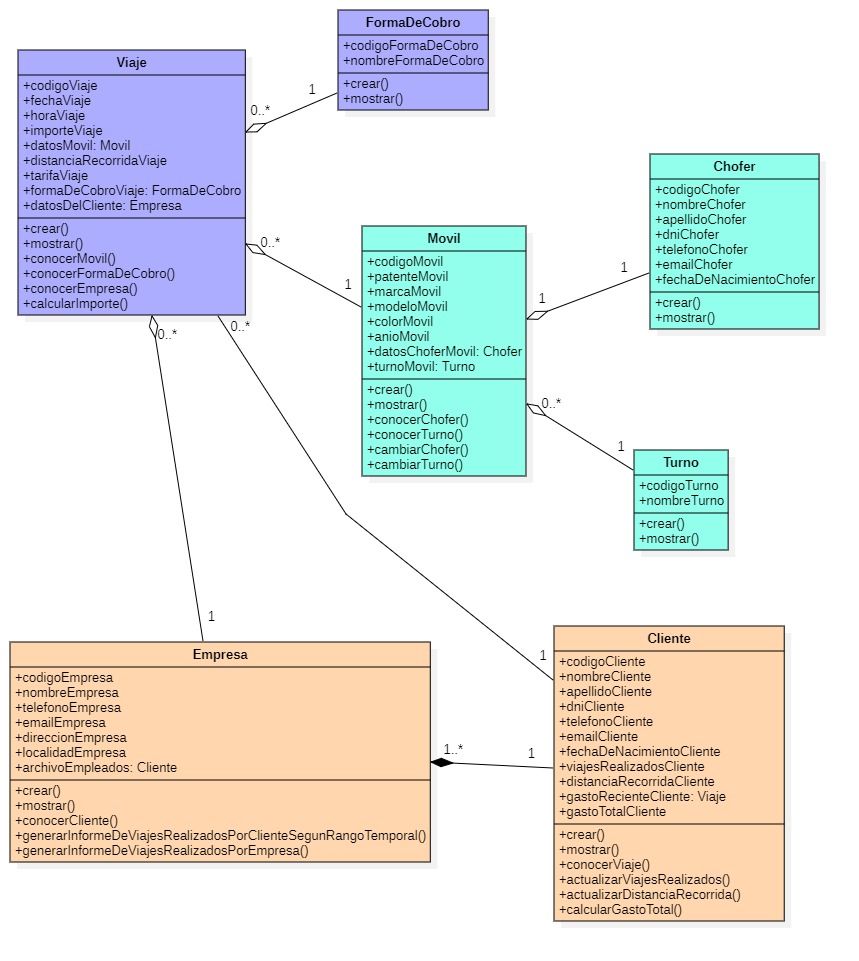 FormaDeCobro
+codigoFormaDeCobro
+nombreFormaDeCobro
+crear()
+mostrar()
Viaje
+codigoViaje
+fechaViaje
+horaViaje
+importeViaje
+datosMovil: Movil
+distanciaRecorridaViaje
+tarifaViaje
+formaDeCobroViaje: FormaDeCobro
+datosDelCliente: Empresa
+crear()
+mostrar()
+conocerMovil()
+conocerFormaDeCobro()
+conocerEmpresa()
+calcularImporte()
0..*
1
0..*
1
0..*
0..*
Movil
+codigoMovil
+patenteMovil
+marcaMovil
+modeloMovil
+colorMovil
+anioMovil
+datosChoferMovil: Chofer
+turnoMovil: Turno
+crear()
+mostrar()
+conocerChofer()
+conocerTurno()
+cambiarChofer()
+cambiarTurno()
1
1
0..*
1
Chofer
+codigoChofer
+nombreChofer
+apellidoChofer
+dniChofer
+telefonoChofer
+emailChofer
+fechaDeNacimientoChofer
+crear()
+mostrar()
Turno
+codigoTurno
+nombreTurno
+crear()
+mostrar()
1
1
Empresa
+codigoEmpresa
+nombreEmpresa
+telefonoEmpresa
+emailEmpresa
+direccionEmpresa
+localidadEmpresa
+archivoEmpleados: Cliente
+crear()
+mostrar()
+conocerCliente()
+generarInformeDeViajesRealizadosPorClienteSegunRangoTemporal()
+generarInformeDeViajesRealizadosPorEmpresa()
1..*
1
Cliente
+codigoCliente
+nombreCliente
+apellidoCliente
+dniCliente
+telefonoCliente
+emailCliente
+fechaDeNacimientoCliente
+viajesRealizadosCliente
+distanciaRecorridaCliente
+gastoRecienteCliente: Viaje
+gastoTotalCliente
+crear()
+mostrar()
+conocerViaje()
+actualizarViajesRealizados()
+actualizarDistanciaRecorrida()
+calcularGastoTotal()